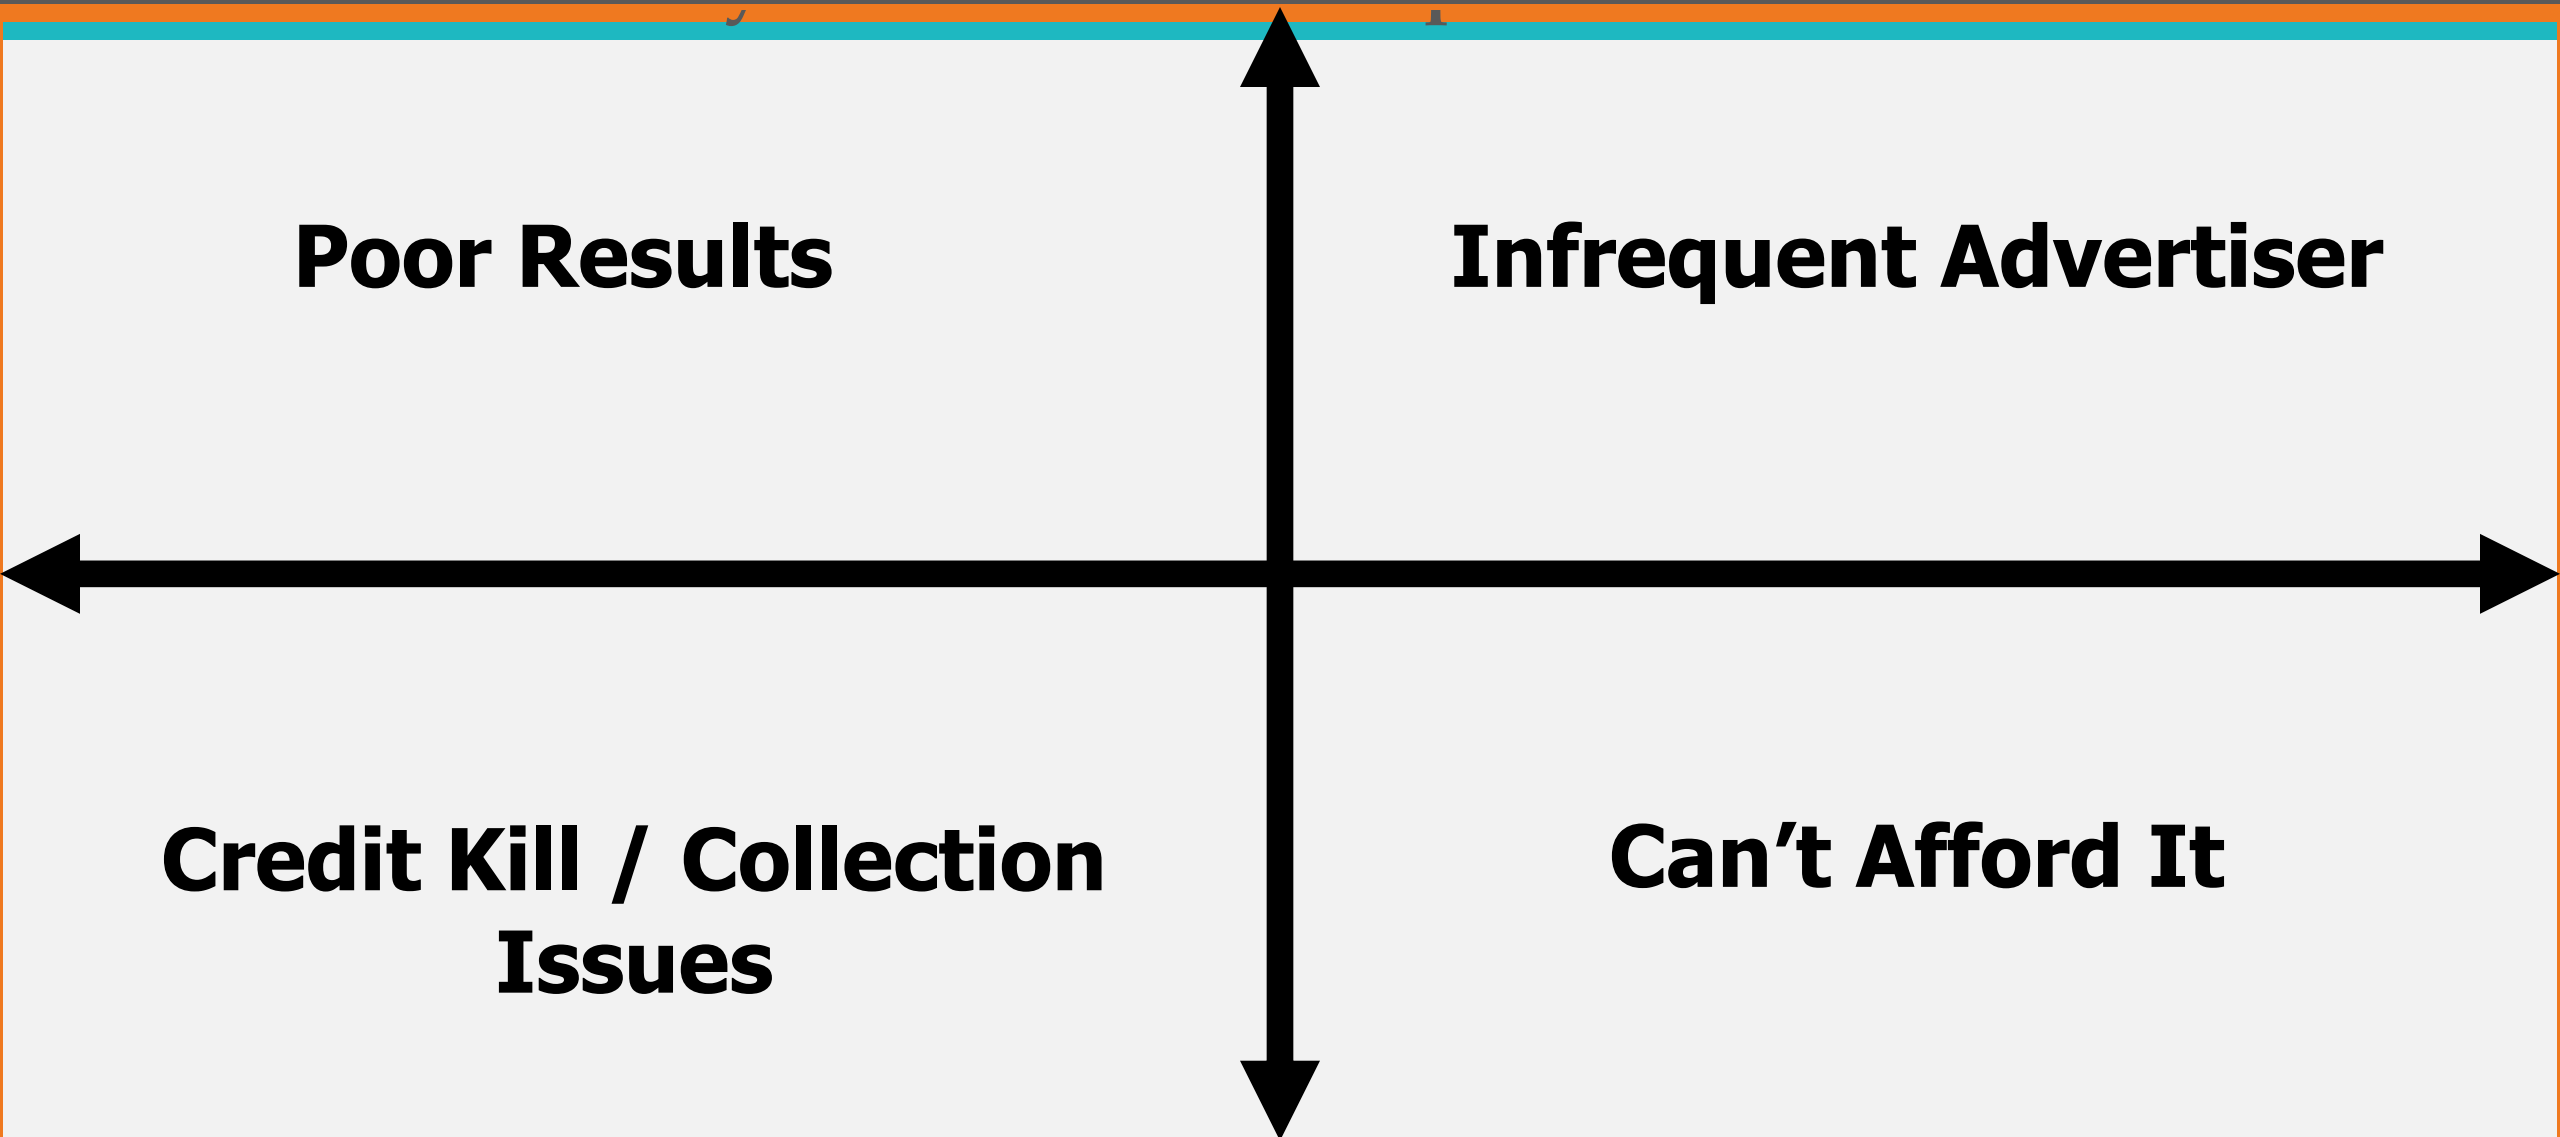 Poor Results
Infrequent Advertiser
Credit Kill / Collection
Issues
Can’t Afford It